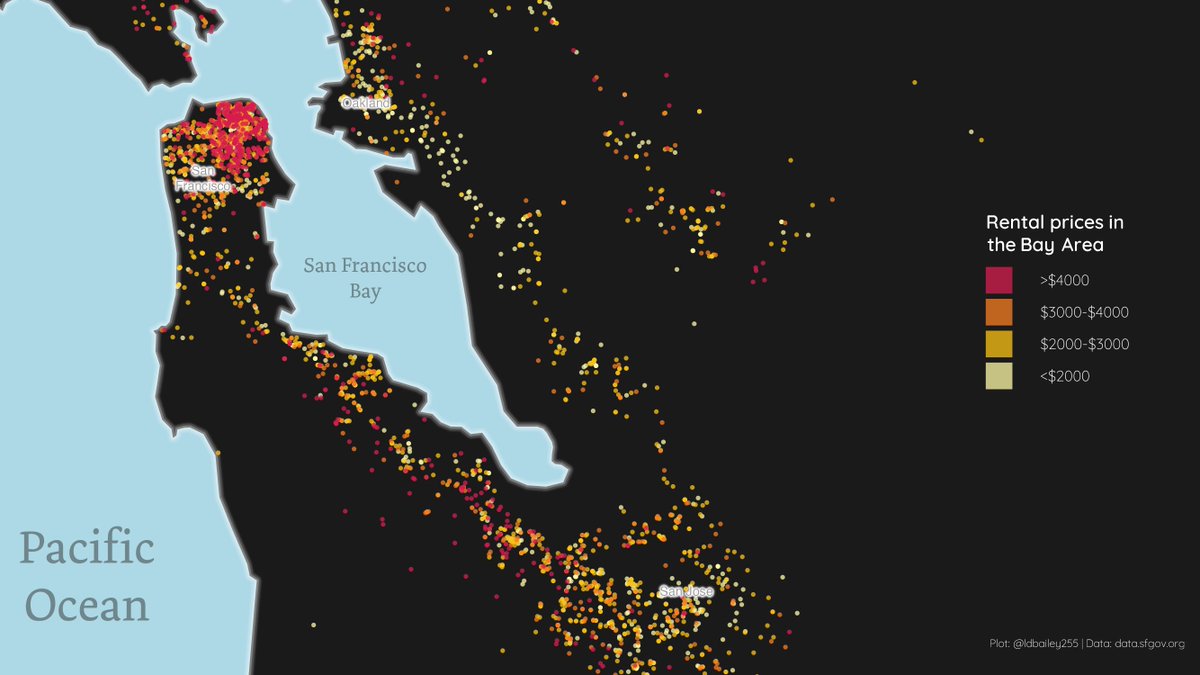 Oakland
San
Francisco
San Francisco
Bay
Rental prices in
the Bay Area
>$4000
$3000-$4000
$2000-$3000
<$2000
Pacific
Ocean
San Jose
Plot: @ldbailey255 | Data: data.sfgov.org